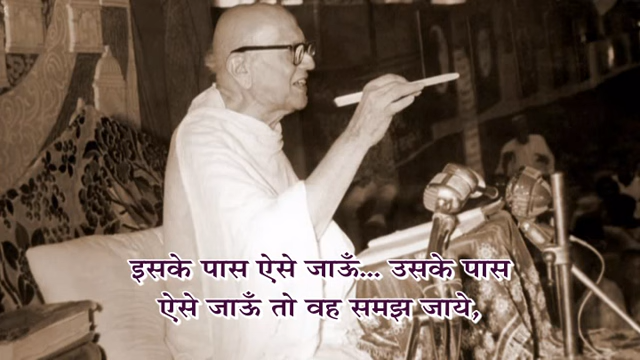 इसके पास ऐसे जाऊँ... उसके पास
ऐसे जाऊँ तो वह समझ जाये,